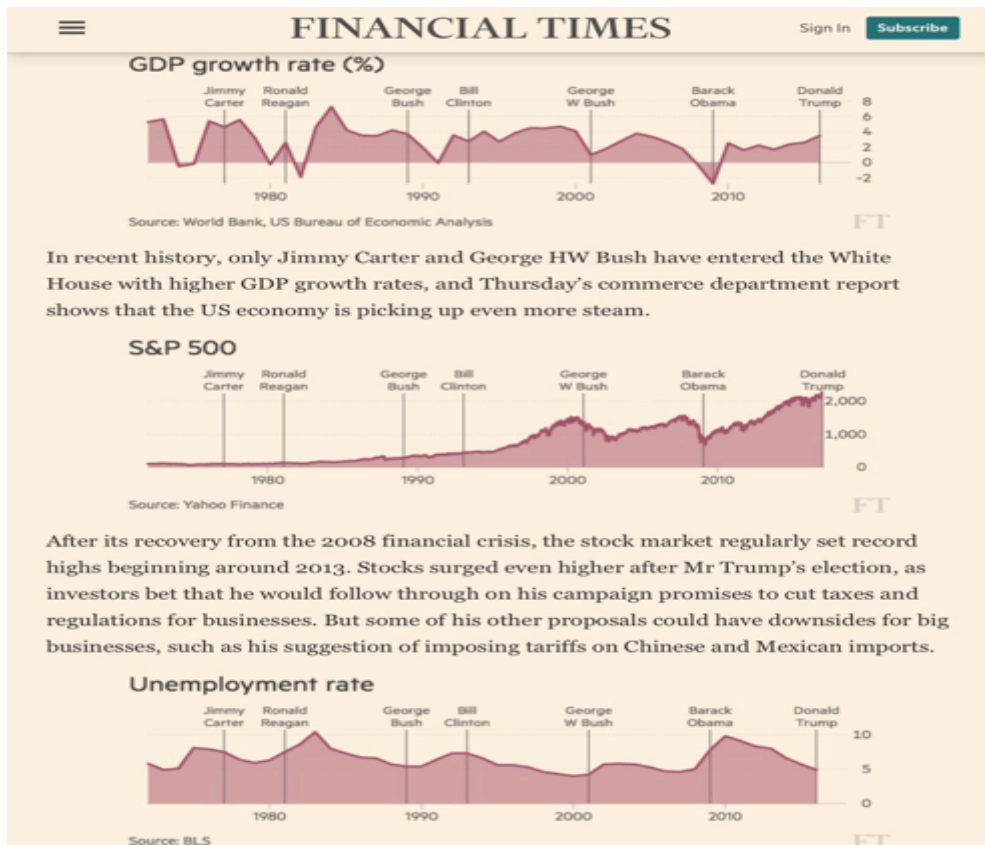 FINANCIAL TIMES
Sign In
Subscribe
GDP growth rate (%)
Jimmy Carter
Ronald Reagan
George Bush
Bill Clinton
George W Bush
Barack Obama
Donald Trump
8
6
4
2
0
-2
1980
1990
2000
2010
Source: World Bank, US Bureau of Economic Analysis
FT
In recent history, only Jimmy Carter and George HW Bush have entered the White
House with higher GDP growth rates, and Thursday's commerce department report
shows that the US economy is picking up even more steam.
S&P 500
Jimmy Carter
Ronald Reagan
George Bush
Bill Clinton
George W Bush
Barack Obama
Donald Trump
2,000
1,000
0
1980
1990
2000
2010
Source: Yahoo Finance
FT
After its recovery from the 2008 financial crisis, the stock market regularly set record
highs beginning around 2013. Stocks surged even higher after Mr Trump's election, as
investors bet that he would follow through on his campaign promises to cut taxes and
regulations for businesses. But some of his other proposals could have downsides for big
businesses, such as his suggestion of imposing tariffs on Chinese and Mexican imports.
Unemployment rate
Jimmy Carter
Ronald Reagan
George Bush
Bill Clinton
George W Bush
Barack Obama
Donald Trump
10
5
0
1980
1990
2000
2010
Source: BLS
FT